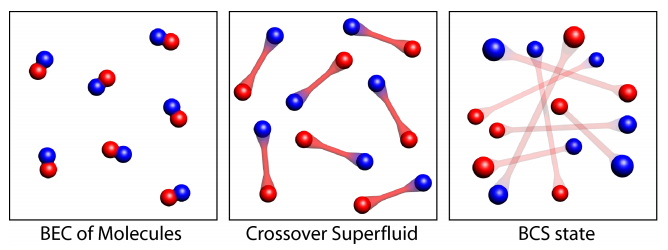 BEC of Molecules
Crossover Superfluid
BCS state